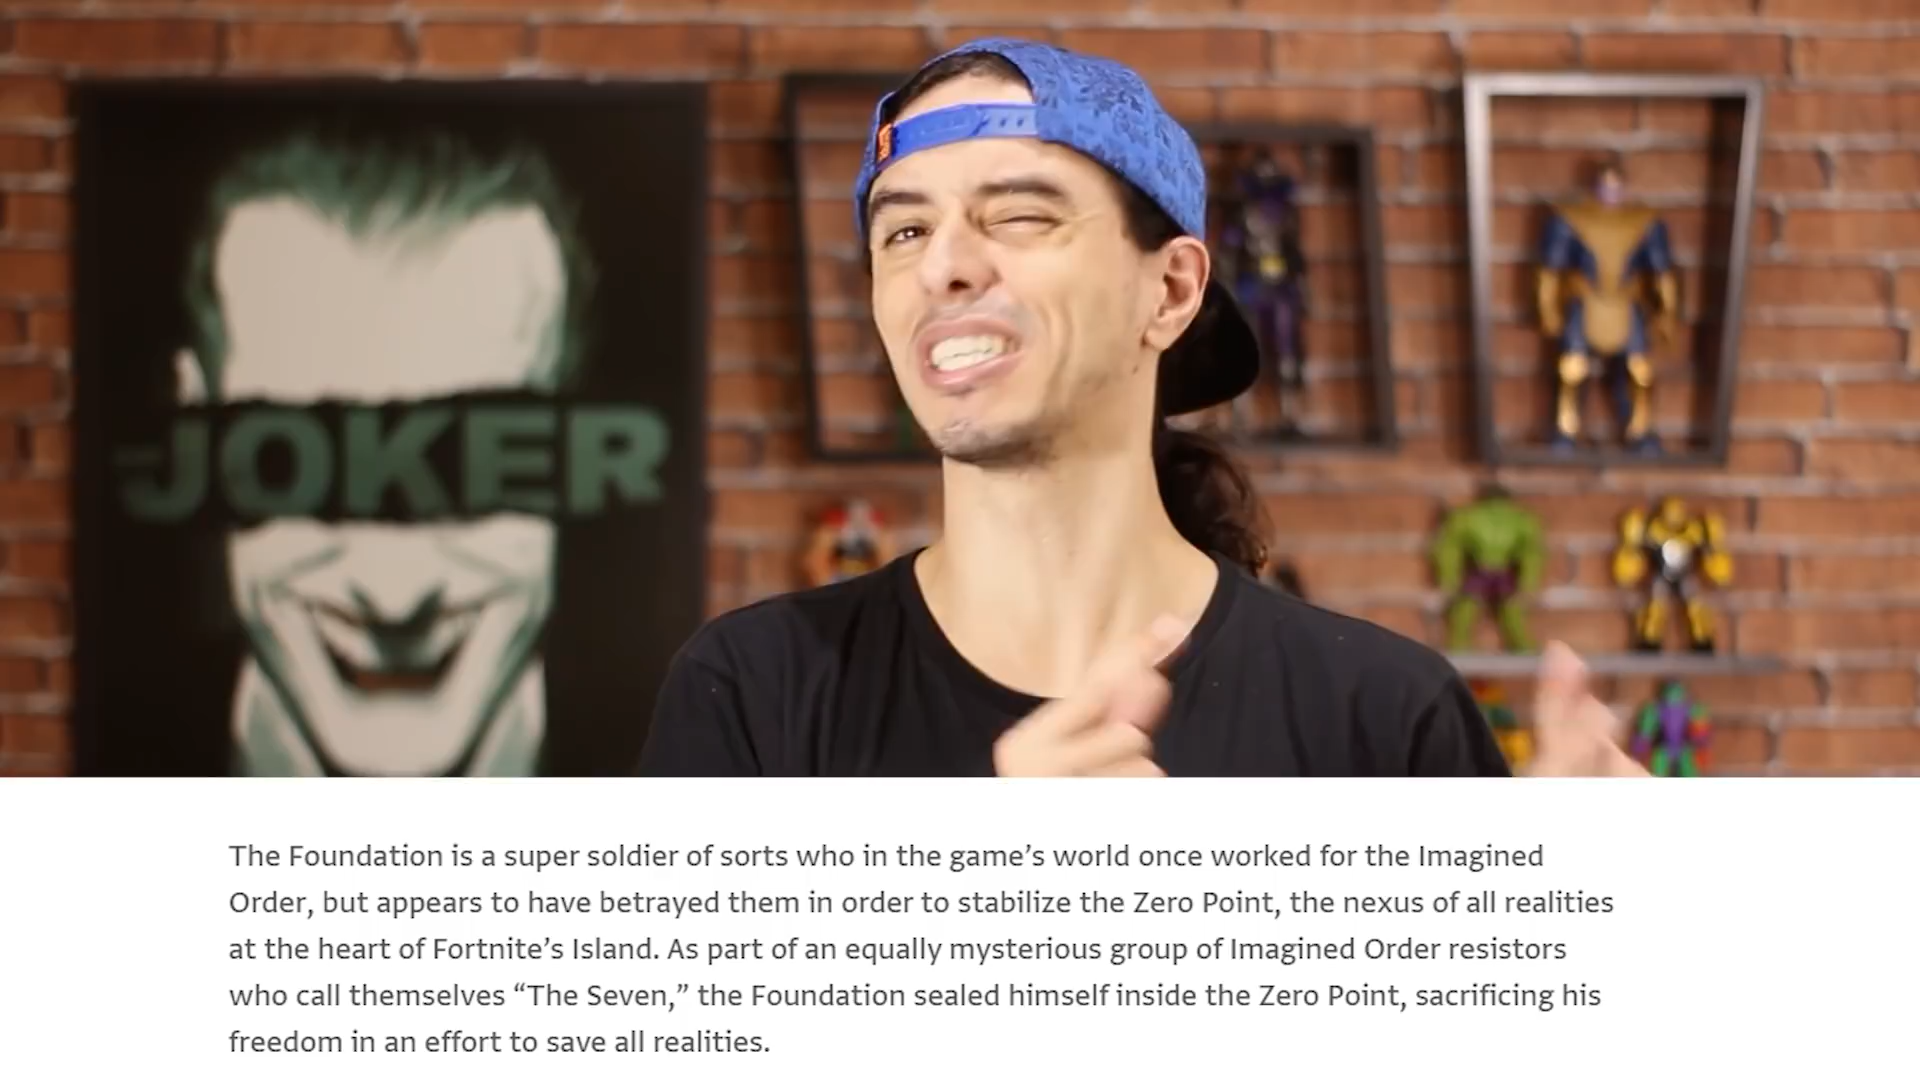 JOKER
The Foundation is a super soldier of sorts who in the game’s world once worked for the Imagined
Order, but appears to have betrayed them in order to stabilize the Zero Point, the nexus of all realities
at the heart of Fortnite’s Island. As part of an equally mysterious group of Imagined Order resistors
who call themselves “The Seven,” the Foundation sealed himself inside the Zero Point, sacrificing his
freedom in an effort to save all realities.